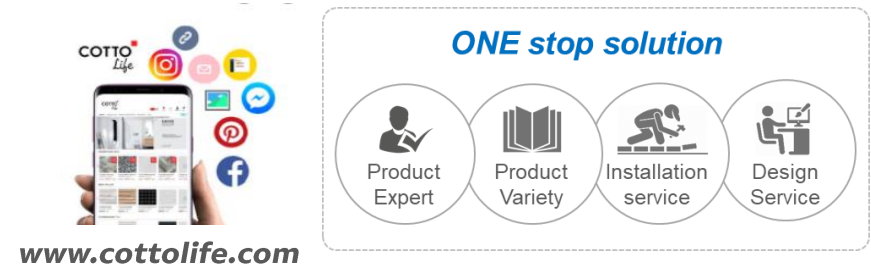 COTTO
Life
www.cottolife.com
ONE stop solution
Product
Expert
Product
Variety
Installation
service
Design
Service